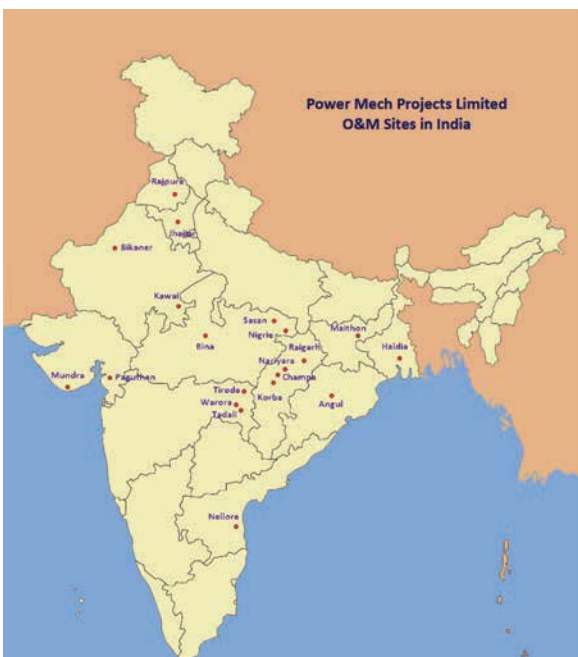 Power Mech Projects Limited
O&M Sites in India
Rajpura
Jhajjar
Bikaner
Kawai
Sasan
Nigrie
Maithon
Bina
Raigarh
Haldia
Nariyara
Mundra
Paguthan
Champa
Tiroda
Korba
Warora
Angul
Tadali
Nellore